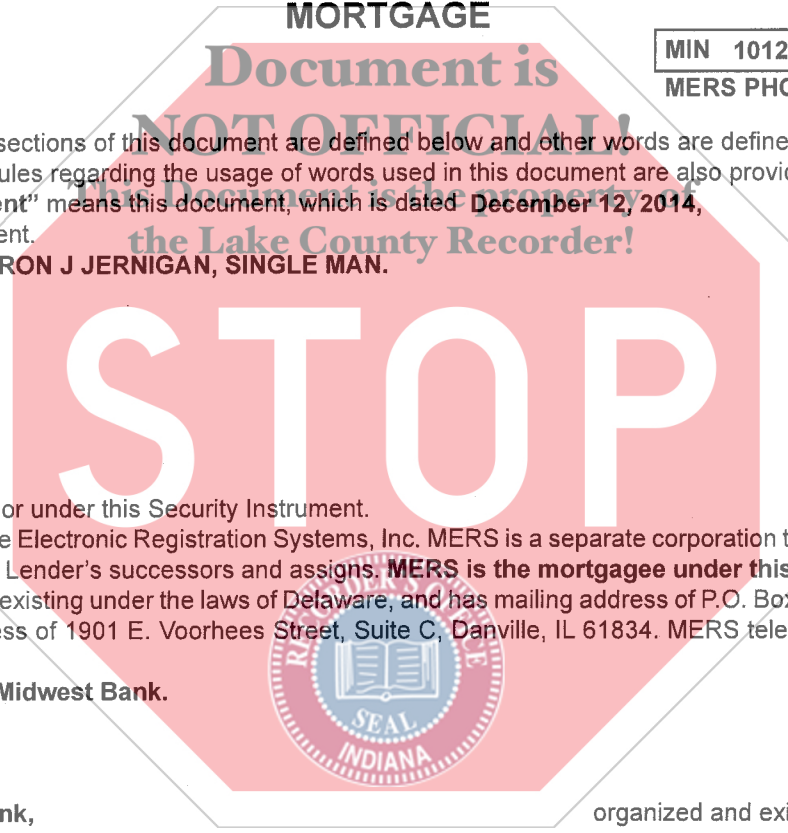 MORTGAGE
Document is
MIN 1012
MERS PHO
NOT OFFICIAL!
sections of this document are defined below and other words are define
ules regarding the usage of words used in this document are also provid
This Document is the property of
ent” means this document, which is dated December 12, 2014,
ent.
the Lake County Recorder!
RON J JERNIGAN, SINGLE MAN.
STOP
or under this Security Instrument.
e Electronic Registration Systems, Inc. MERS is a separate corporation t
Lender's successors and assigns. MERS is the mortgagee under this
existing under the laws of Delaware, and has mailing address of P.O. Box
ess of 1901 E. Voorhees Street, Suite C, Danville, IL 61834. MERS tele
RECORDER'S OFFICE
Midwest Bank.
SEAL
INDIANA
nk,
organized and exi